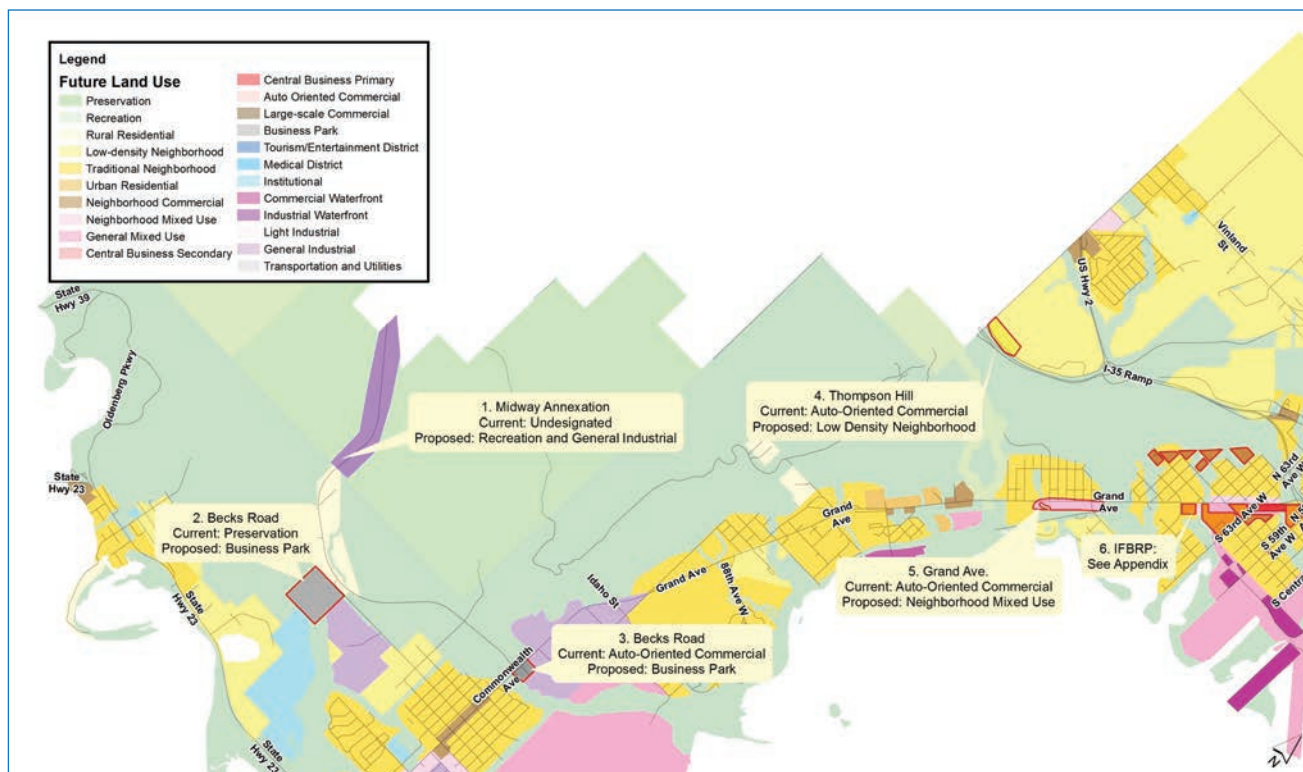 Legend
Future Land Use
Preservation
Recreation
Rural Residential
Low-density Neighborhood
Traditional Neighborhood
Urban Residential
Neighborhood Commercial
Neighborhood Mixed Use
General Mixed Use
Central Business Secondary
Central Business Primary
Auto Oriented Commercial
Large-scale Commercial
Business Park
Tourism/Entertainment District
Medical District
Institutional
Commercial Waterfront
Industrial Waterfront
Light Industrial
General Industrial
Transportation and Utilities
State
Hwy 39
Oldenberg Pkwy
State
Hwy 23
State
Hwy 23
State
Hwy 23
1. Midway Annexation
Current: Undesignated
Proposed: Recreation and General Industrial
2. Becks Road
Current: Preservation
Proposed: Business Park
3. Becks Road
Current: Auto-Oriented Commercial
Proposed: Business Park
4. Thompson Hill
Current: Auto-Oriented Commercial
Proposed: Low Density Neighborhood
5. Grand Ave.
Current: Auto-Oriented Commercial
Proposed: Neighborhood Mixed Use
6. IFBRP:
See Appendix
Commonwealth
Ave
Idaho St
Grand Ave
88th Ave W
Grand
Ave
Grand
Ave
US Hwy 2
Vinland
St
I-35 Ramp
N 63rd
Ave W
S 63rd Ave W
S 59th
Ave W
N 5
S Centr
N